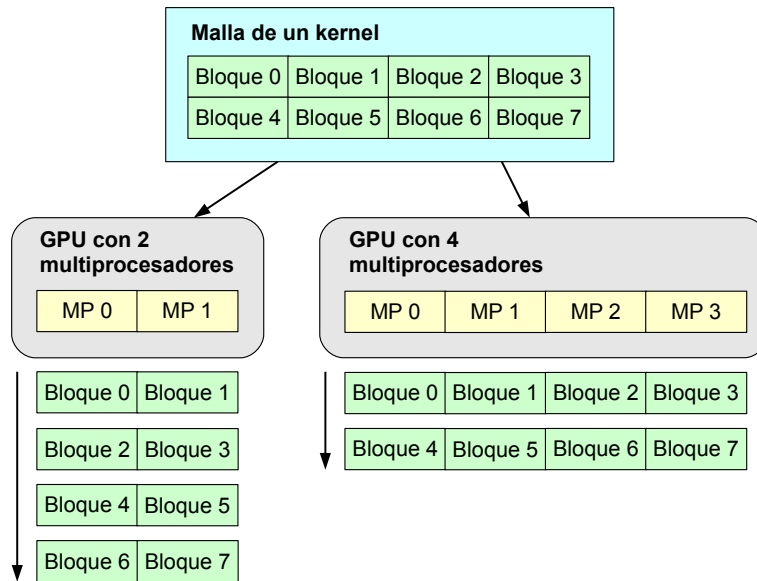 Malla de un kernel
Bloque 0 Bloque 1 Bloque 2 Bloque 3
Bloque 4 Bloque 5 Bloque 6 Bloque 7
GPU con 2
multiprocesadores
MP 0 MP 1
Bloque 0 Bloque 1
Bloque 2 Bloque 3
Bloque 4 Bloque 5
Bloque 6 Bloque 7
GPU con 4
multiprocesadores
MP 0 MP 1 MP 2 MP 3
Bloque 0 Bloque 1 Bloque 2 Bloque 3
Bloque 4 Bloque 5 Bloque 6 Bloque 7